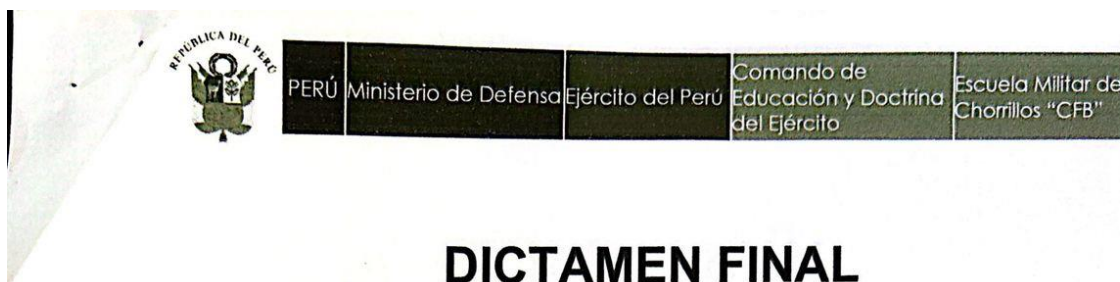 REPÚBLICA DEL PERÚ
PERÚ
Ministerio de Defensa
Ejército del Perú
Comando de
Educación y Doctrina
del Ejército
Escuela Militar de
Chorrillos “CFB”
DICTAMEN FINAL